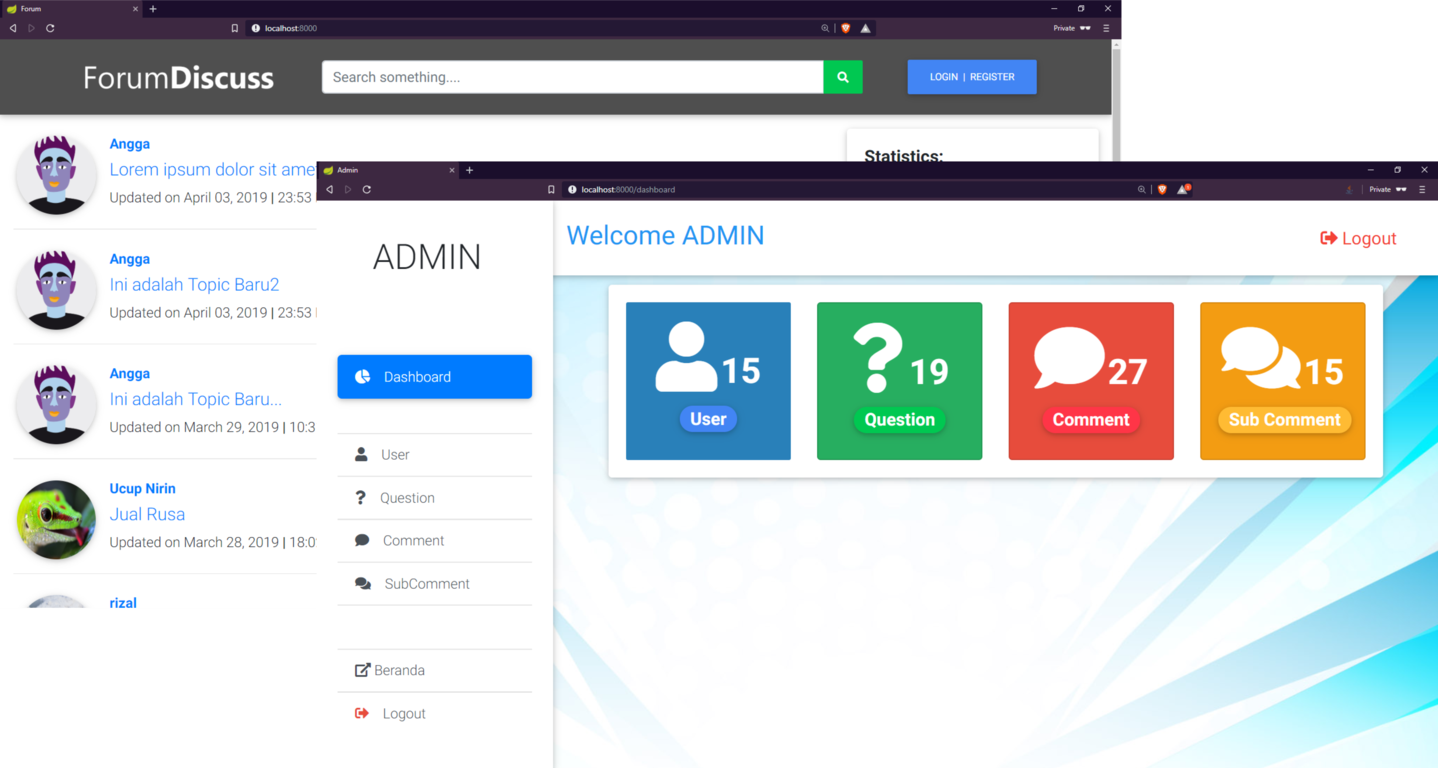 Forum
localhost:8000
Private
ForumDiscuss
Search something....
LOGIN | REGISTER
Angga
Lorem ipsum dolor sit ame
Updated on April 03, 2019 | 23:53
Angga
Ini adalah Topic Baru2
Updated on April 03, 2019 | 23:53
Angga
Ini adalah Topic Baru...
Updated on March 29, 2019 | 10:3
Ucup Nirin
Jual Rusa
Updated on March 28, 2019 | 18:0
rizal
Statistics:
Admin
localhost:8000/dashboard
Private
ADMIN
Dashboard
User
Question
Comment
SubComment
Beranda
Logout
Welcome ADMIN
Logout
15
User
19
Question
27
Comment
15
Sub Comment